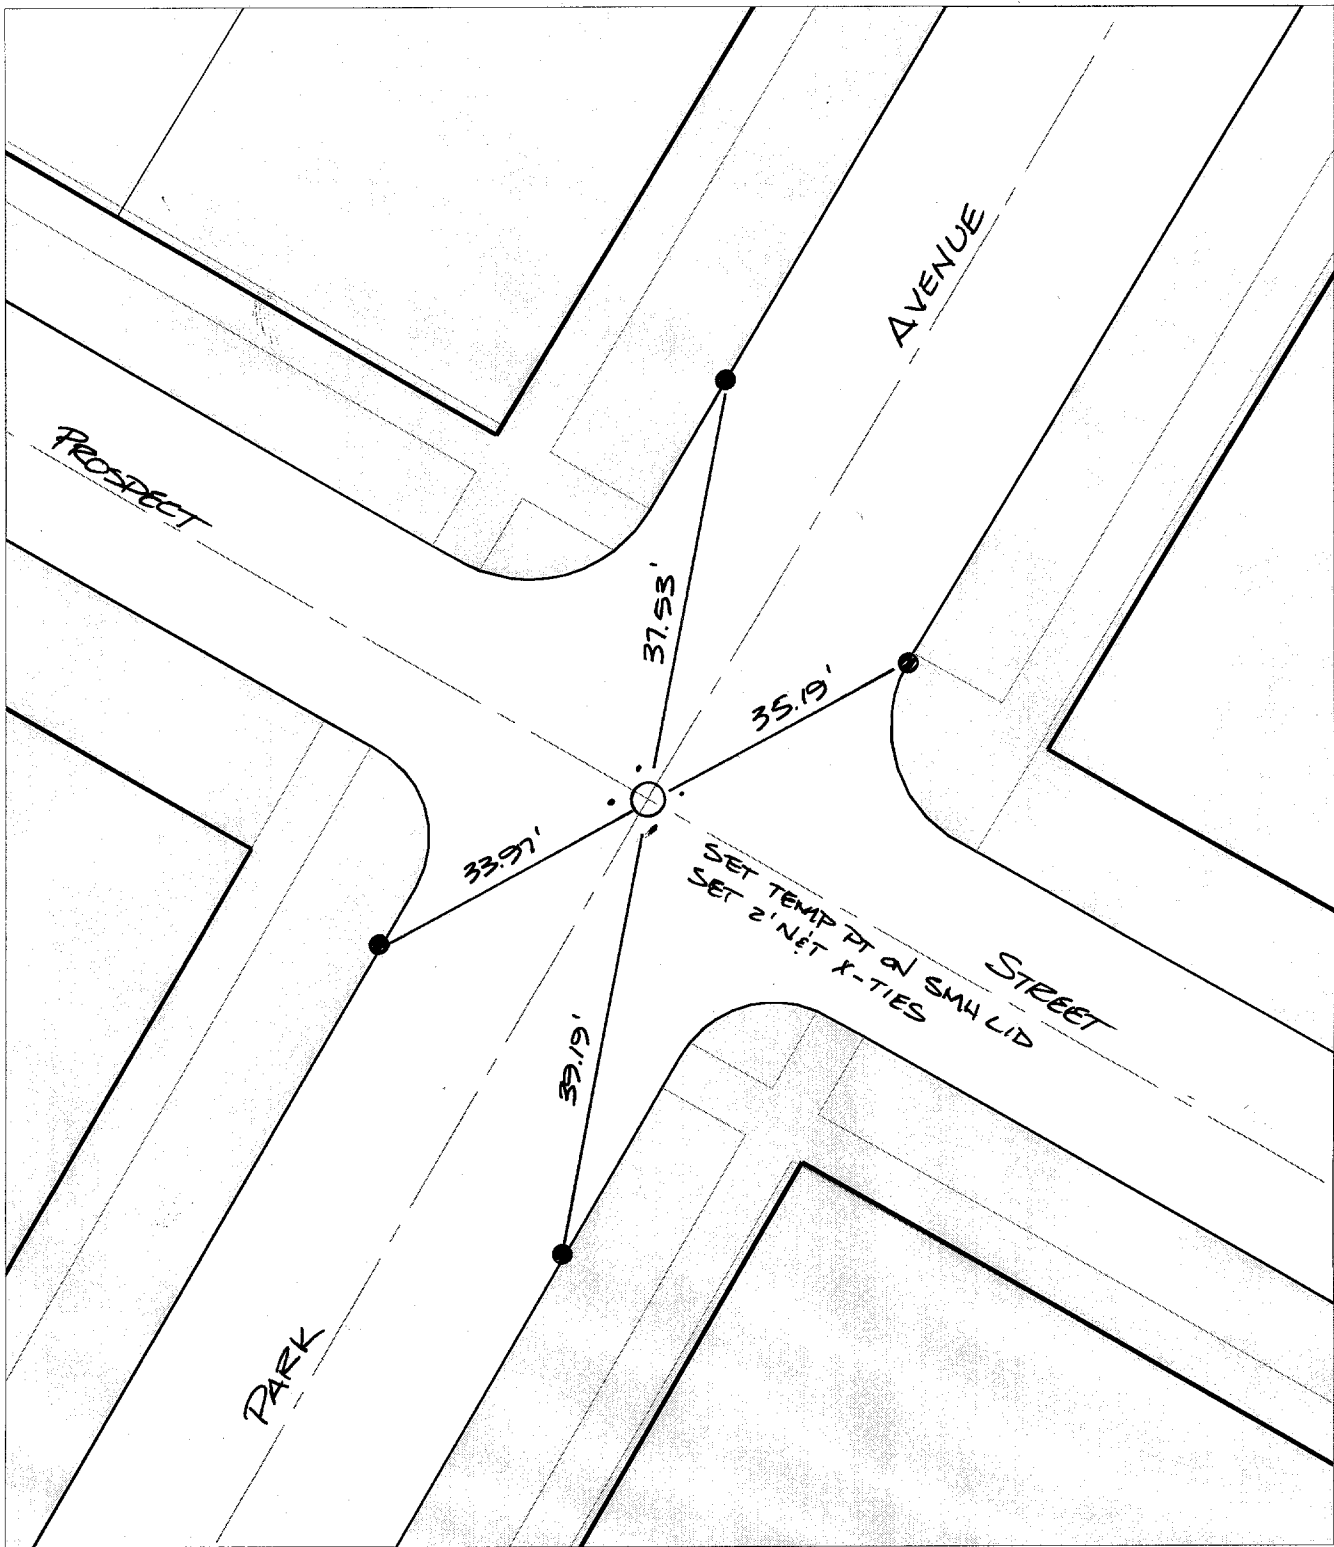 AVENUE
PROSPECT
37.53'
35.19'
33.97'
SET TEMP PT ON SMH LID
SET 2' N&T X-TIES
STREET
39.19'
PARK